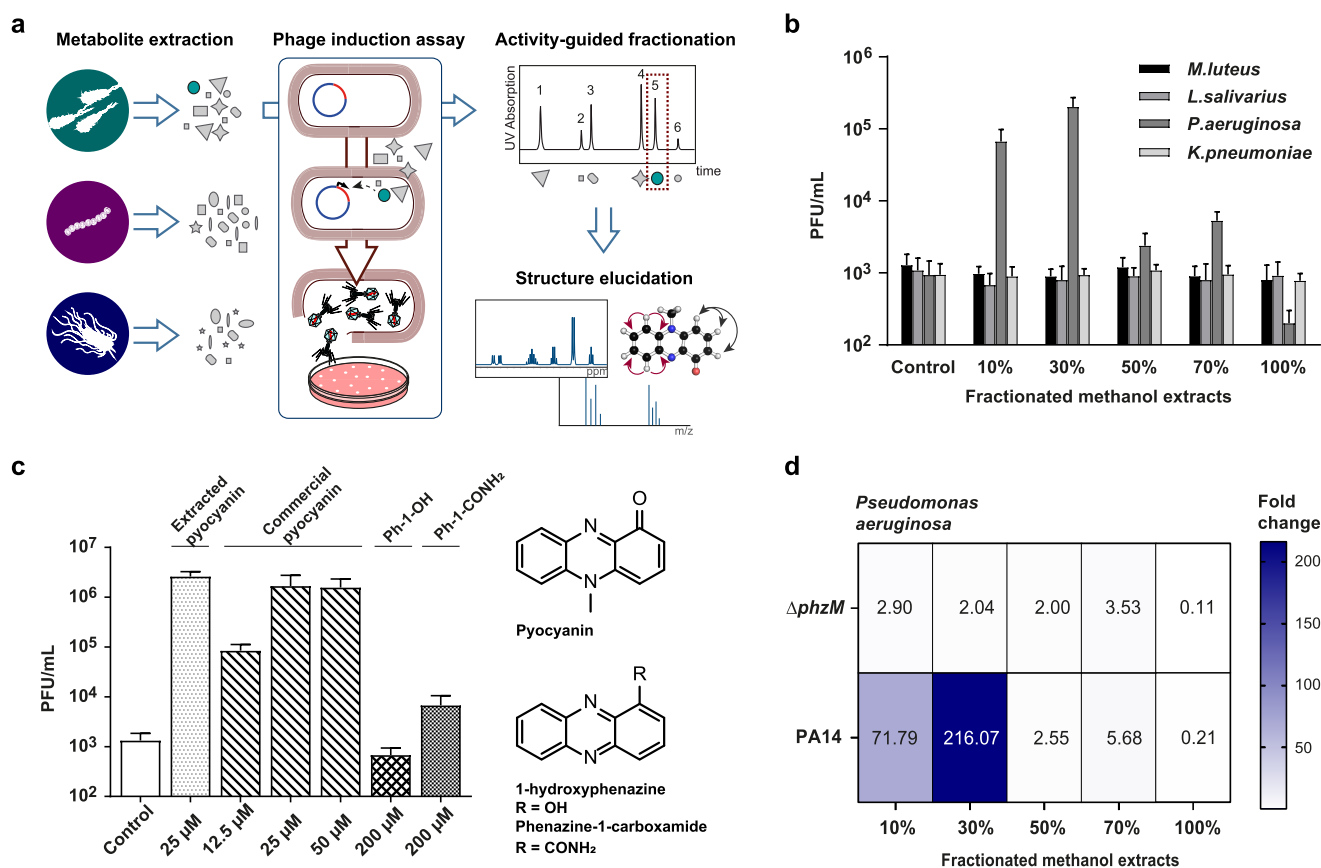 a
Metabolite extraction
Phage induction assay
Activity-guided fractionation
UV Absorption
1
2
3
4
5
6
time
Structure elucidation
ppm
m/z
b
PFU/mL
10⁶
10⁵
10⁴
10³
10²
M.luteus
L.salivarius
P.aeruginosa
K.pneumoniae
Control
10%
30%
50%
70%
100%
Fractionated methanol extracts
c
Extracted
pyocyanin
Commercial
pyocyanin
Ph-1-OH
Ph-1-CONH₂
PFU/mL
10⁷
10⁶
10⁵
10⁴
10³
10²
Control
25 µM
12.5 µM
25 µM
50 µM
200 µM
200 µM
O
N
N
Pyocyanin
R
N
N
1-hydroxyphenazine
R = OH
Phenazine-1-carboxamide
R = CONH₂
d
Pseudomonas
aeruginosa
Fold
change
ΔphzM
2.90
2.04
2.00
3.53
0.11
PA14
71.79
216.07
2.55
5.68
0.21
10%
30%
50%
70%
100%
Fractionated methanol extracts
200
150
100
50